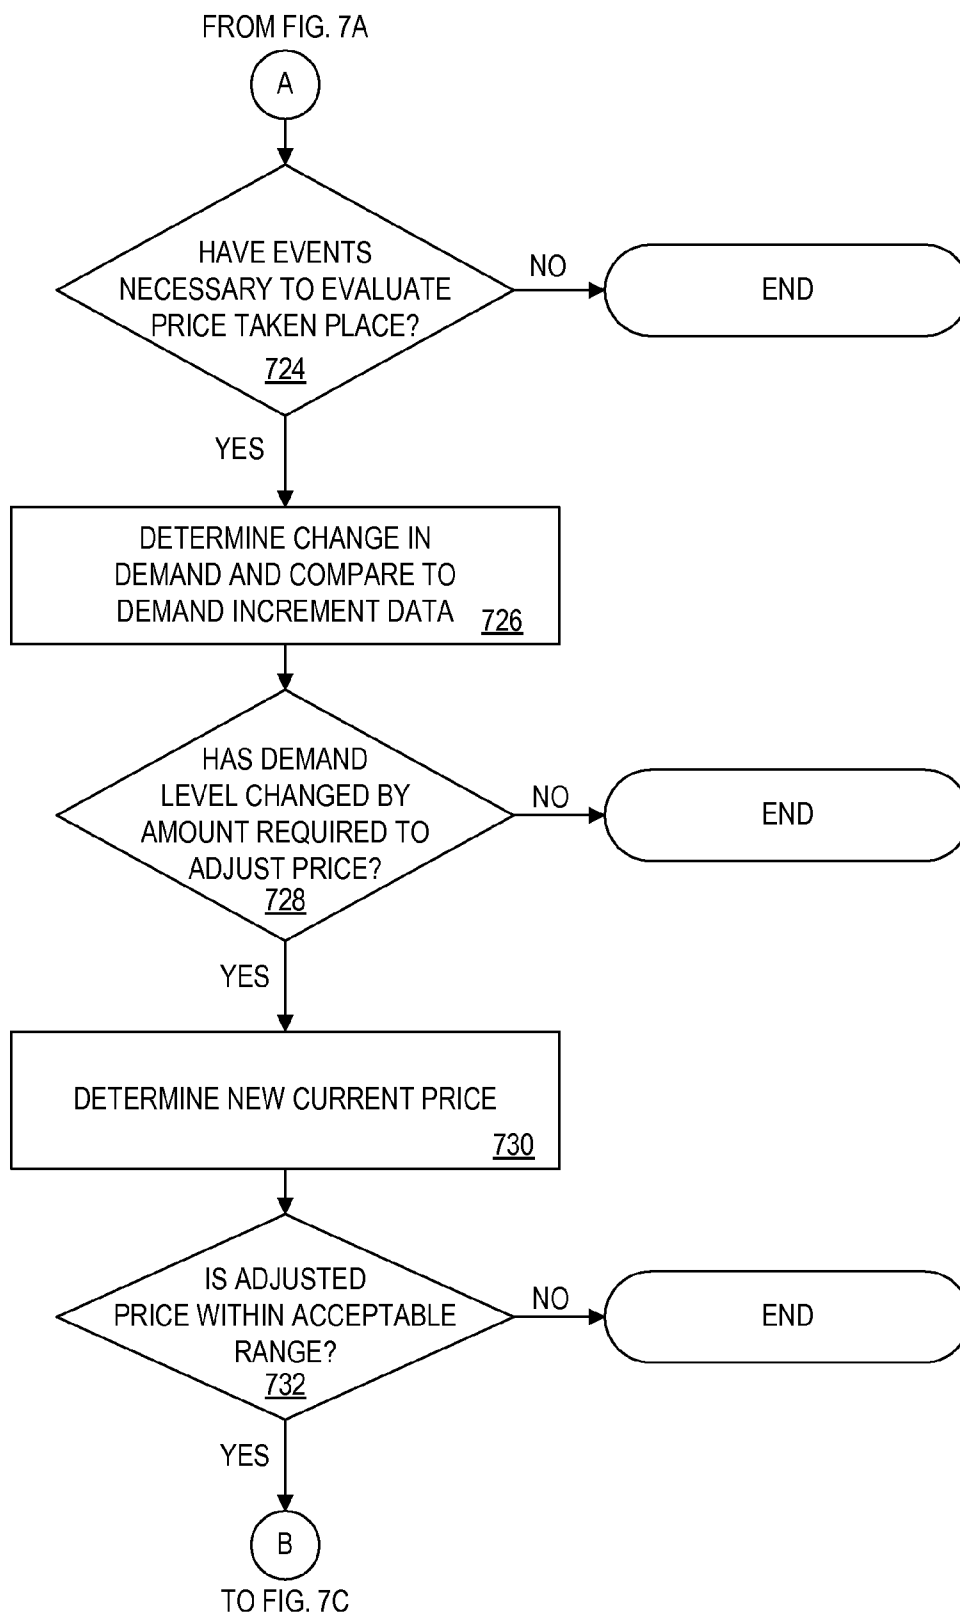 FROM FIG. 7A
A
HAVE EVENTS
NECESSARY TO EVALUATE
PRICE TAKEN PLACE?
724
NO
END
YES
DETERMINE CHANGE IN
DEMAND AND COMPARE TO
DEMAND INCREMENT DATA
726
HAS DEMAND
LEVEL CHANGED BY
AMOUNT REQUIRED TO
ADJUST PRICE?
728
NO
END
YES
DETERMINE NEW CURRENT PRICE
730
IS ADJUSTED
PRICE WITHIN ACCEPTABLE
RANGE?
732
NO
END
YES
B
TO FIG. 7C